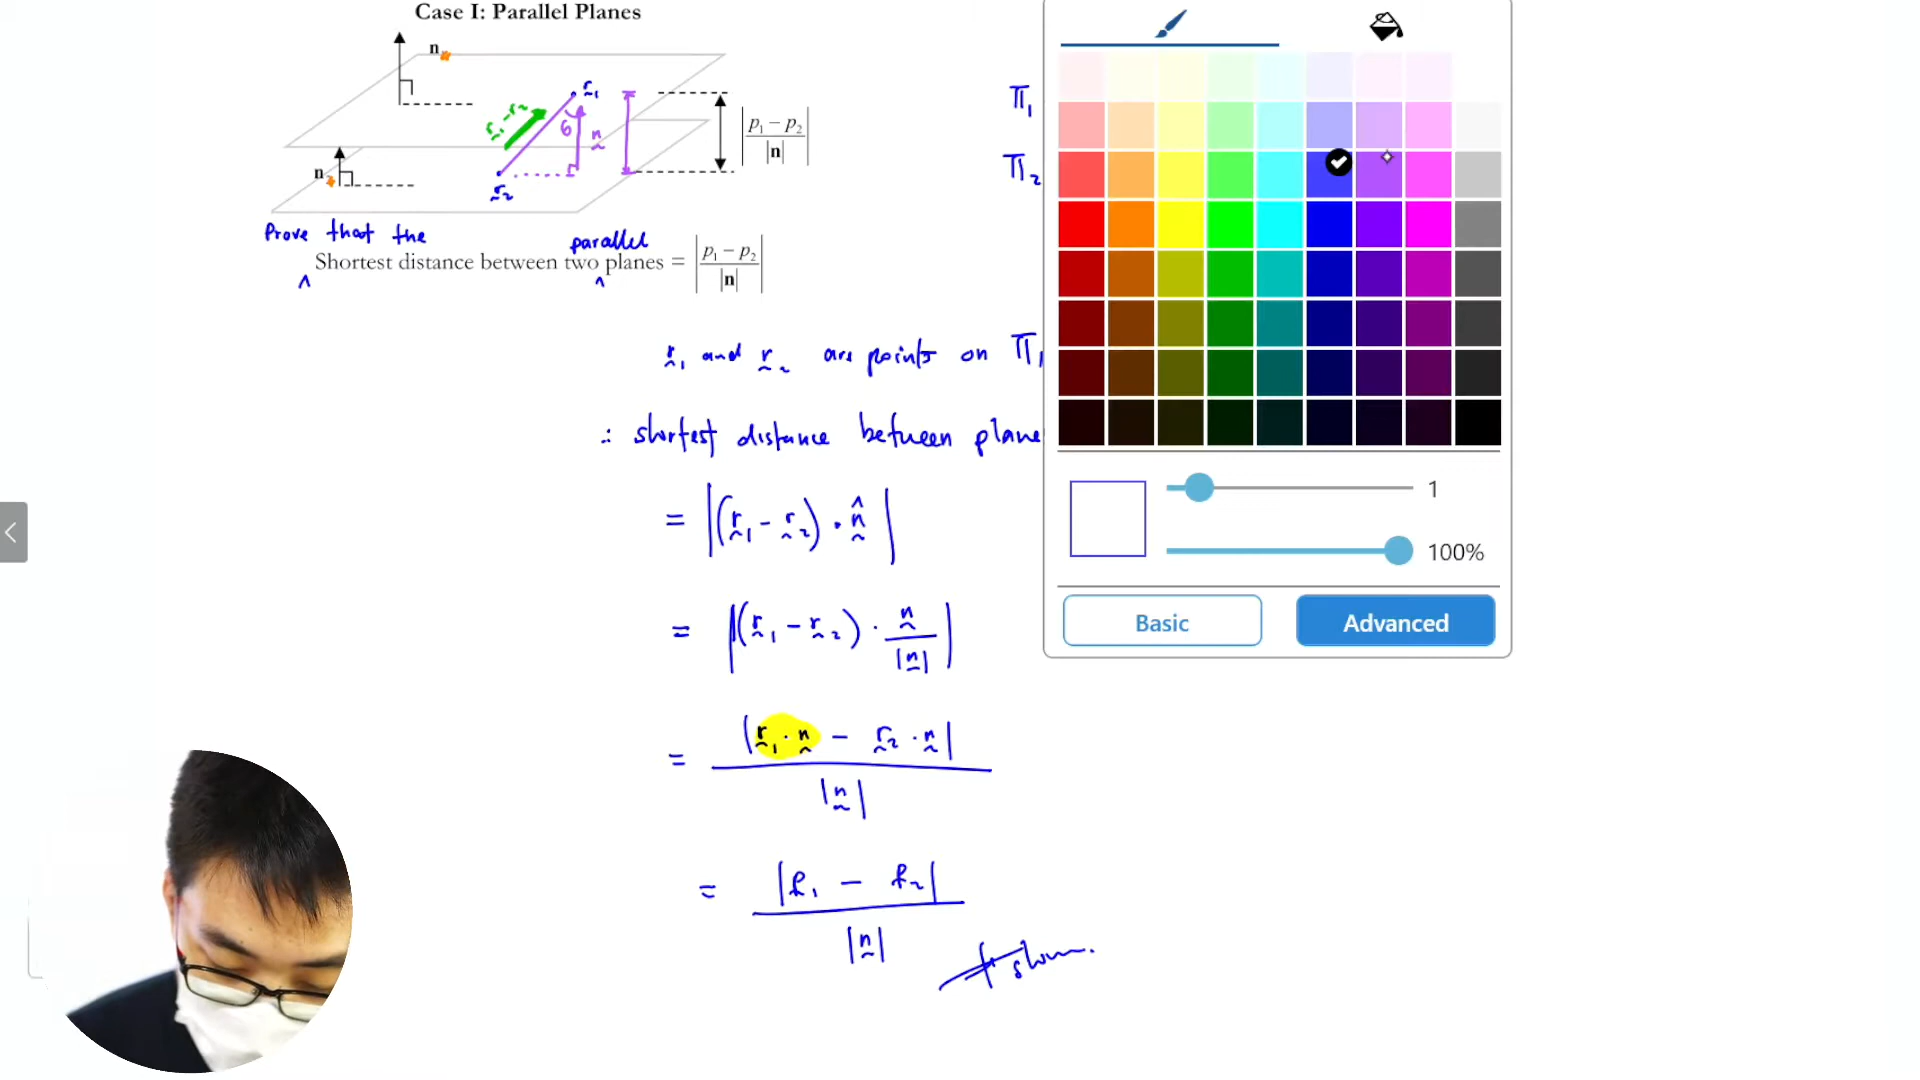 Case I: Parallel Planes
n
r₁
π₁
r₁-r₂
θ
n
|p₁ − p₂ / |n||
π₂
n
r₂
Prove that the parallel
^ Shortest distance between two ^ planes = |p₁ − p₂ / |n||
r₁ and r₂ are points on π₁
∴ shortest distance between plane
= |(r₁ - r₂) · n̂|
= |(r₁ - r₂) · n/|n||
= |r₁ · n - r₂ · n| / |n|
= |p₁ - p₂| / |n|
shown.
1
100%
Basic
Advanced